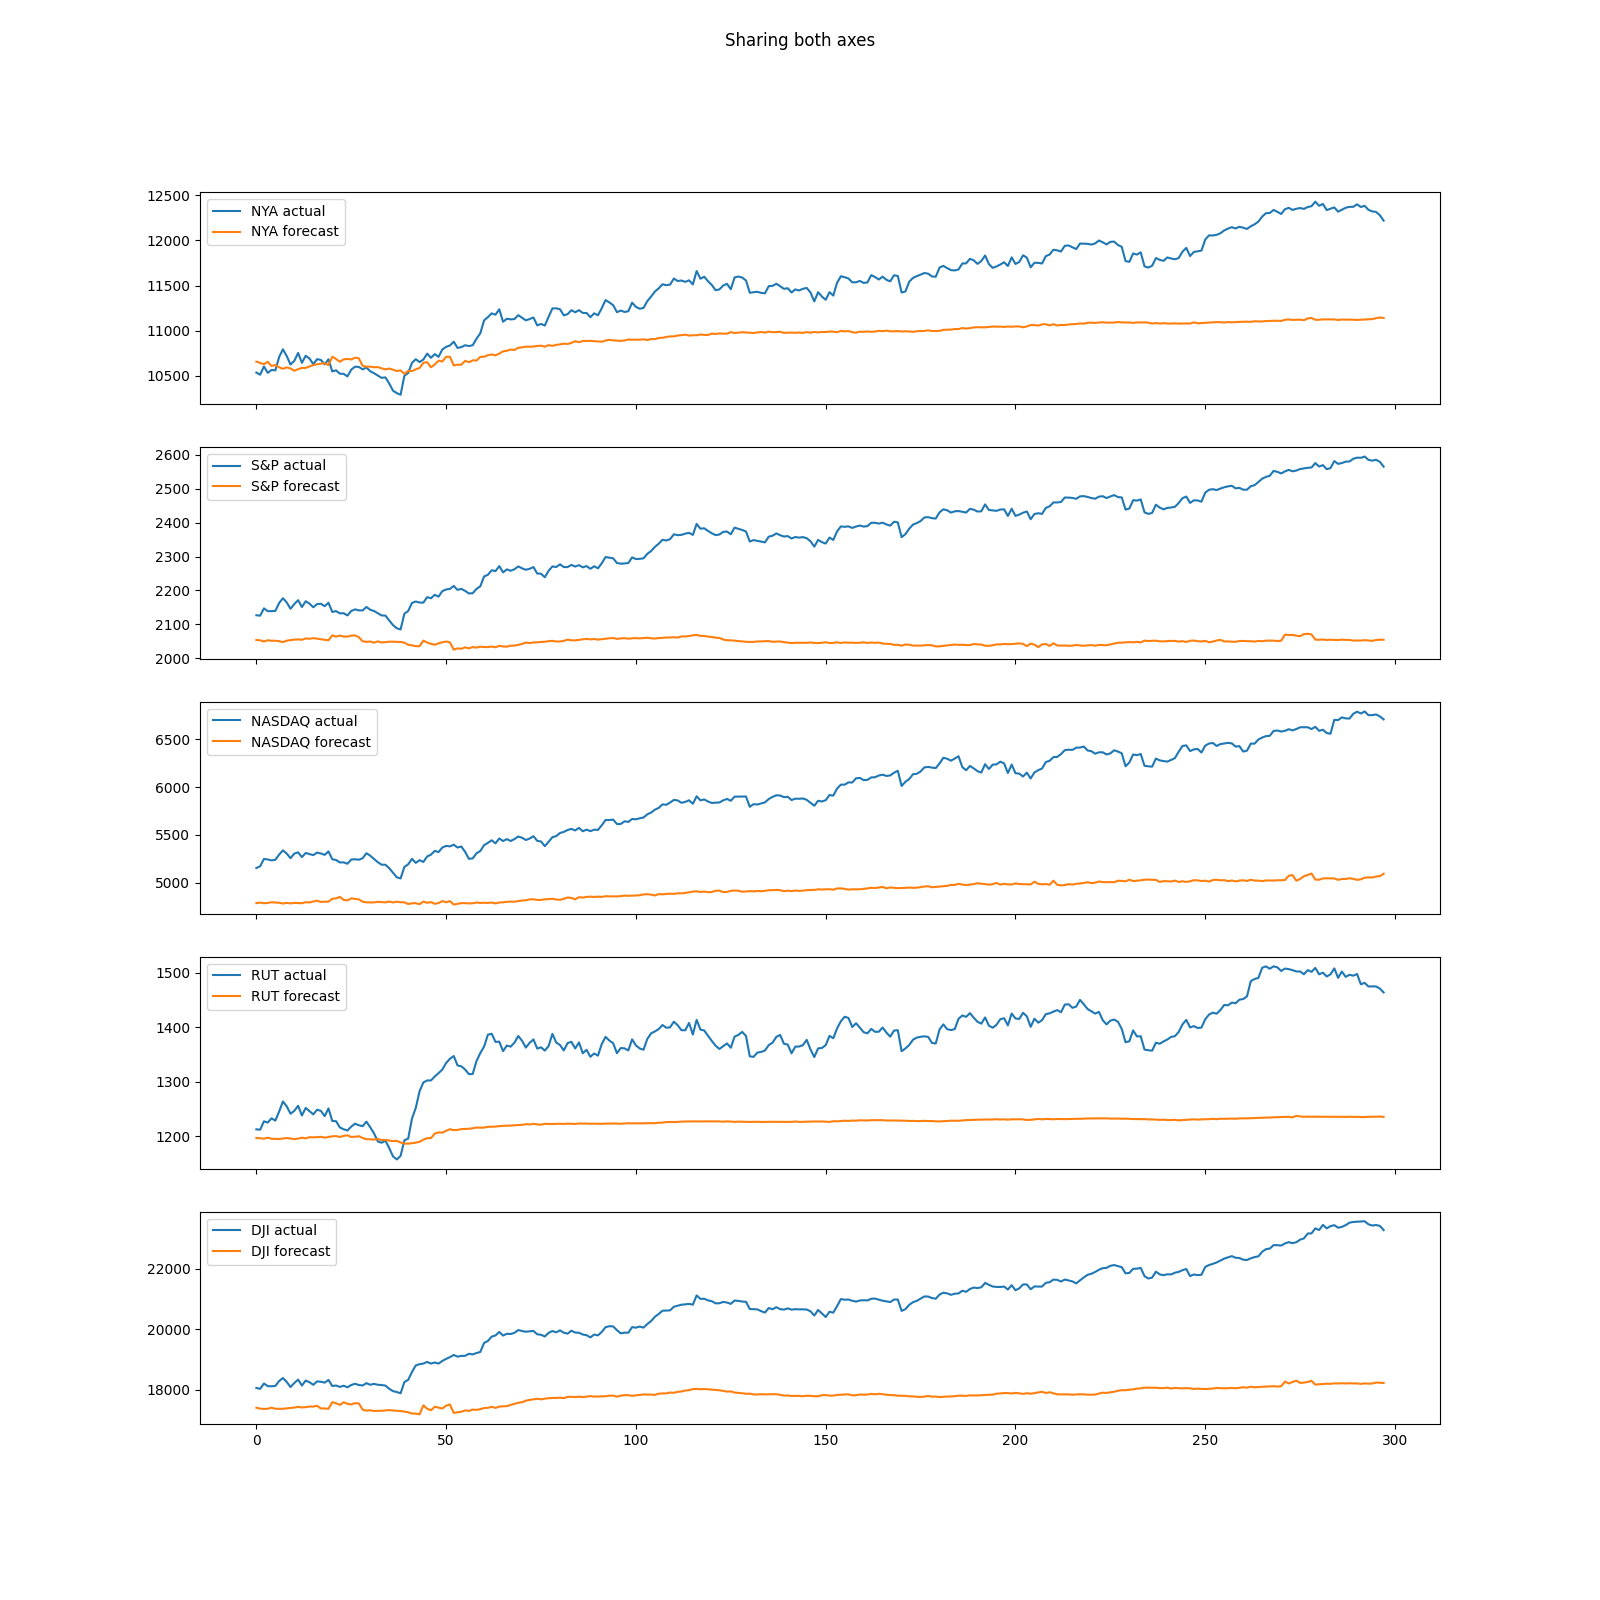 Sharing both axes
12500
12000
11500
11000
10500
NYA actual
NYA forecast
2600
2500
2400
2300
2200
2100
2000
S&P actual
S&P forecast
6500
6000
5500
5000
NASDAQ actual
NASDAQ forecast
1500
1400
1300
1200
RUT actual
RUT forecast
22000
20000
18000
DJI actual
DJI forecast
0 50 100 150 200 250 300